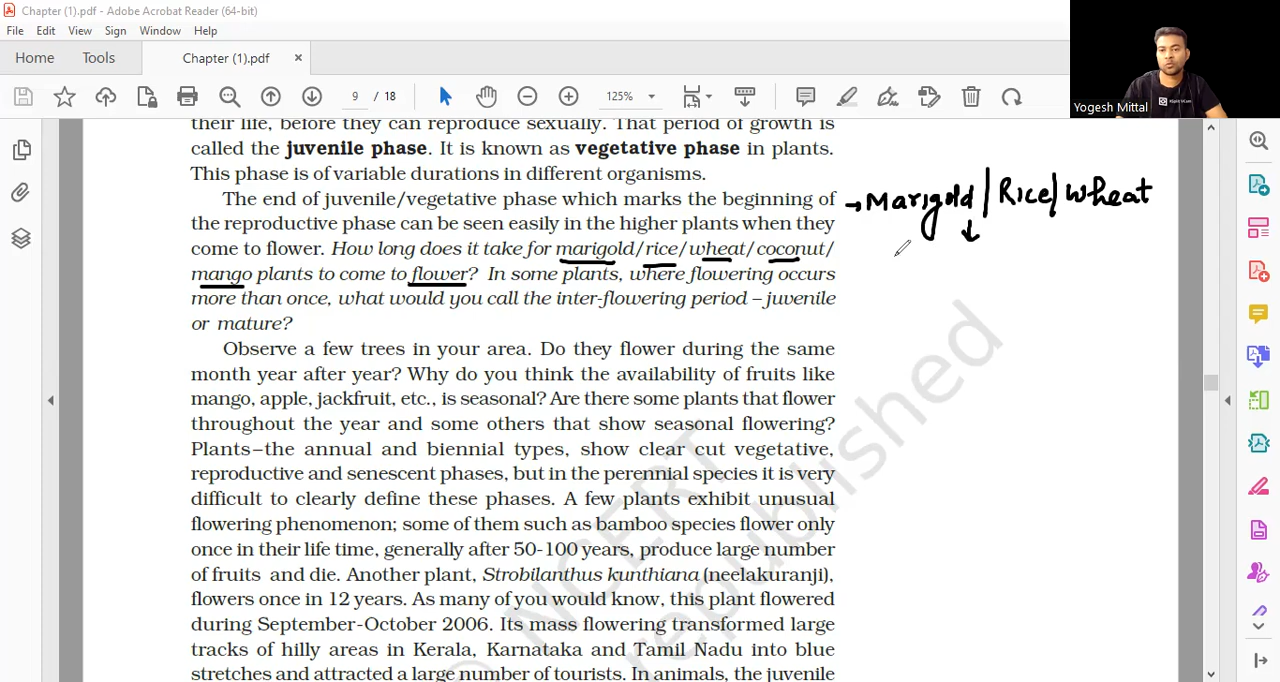 Chapter (1).pdf - Adobe Acrobat Reader (64-bit)
File Edit View Sign Window Help
Home Tools Chapter (1).pdf ×
9 / 18 125%
Yogesh Mittal
their life, before they can reproduce sexually. That period of growth is
called the juvenile phase. It is known as vegetative phase in plants.
This phase is of variable durations in different organisms.
The end of juvenile/vegetative phase which marks the beginning of
the reproductive phase can be seen easily in the higher plants when they
come to flower. How long does it take for marigold/rice/wheat/coconut/
mango plants to come to flower? In some plants, where flowering occurs
more than once, what would you call the inter-flowering period – juvenile
or mature?
Observe a few trees in your area. Do they flower during the same
month year after year? Why do you think the availability of fruits like
mango, apple, jackfruit, etc., is seasonal? Are there some plants that flower
throughout the year and some others that show seasonal flowering?
Plants–the annual and biennial types, show clear cut vegetative,
reproductive and senescent phases, but in the perennial species it is very
difficult to clearly define these phases. A few plants exhibit unusual
flowering phenomenon; some of them such as bamboo species flower only
once in their life time, generally after 50-100 years, produce large number
of fruits and die. Another plant, Strobilanthus kunthiana (neelakuranji),
flowers once in 12 years. As many of you would know, this plant flowered
during September-October 2006. Its mass flowering transformed large
tracks of hilly areas in Kerala, Karnataka and Tamil Nadu into blue
stretches and attracted a large number of tourists. In animals, the juvenile
→ Marigold / Rice / Wheat
↓
© NCERT
republished